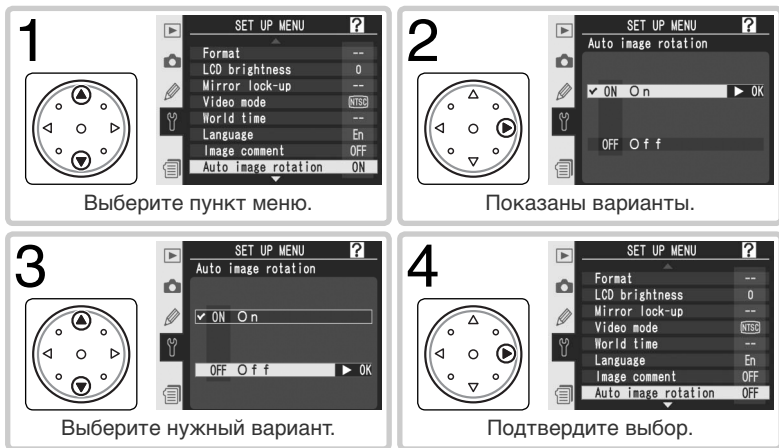 1
SET UP MENU ?
Format --
LCD brightness 0
Mirror lock-up --
Video mode NTSC
World time --
Language En
Image comment OFF
Auto image rotation ON
Выберите пункт меню.
2
SET UP MENU ?
Auto image rotation
ON On OK
OFF Off
Показаны варианты.
3
SET UP MENU ?
Auto image rotation
ON On
OFF Off OK
Выберите нужный вариант.
4
SET UP MENU ?
Format --
LCD brightness 0
Mirror lock-up --
Video mode NTSC
World time --
Language En
Image comment OFF
Auto image rotation OFF
Подтвердите выбор.